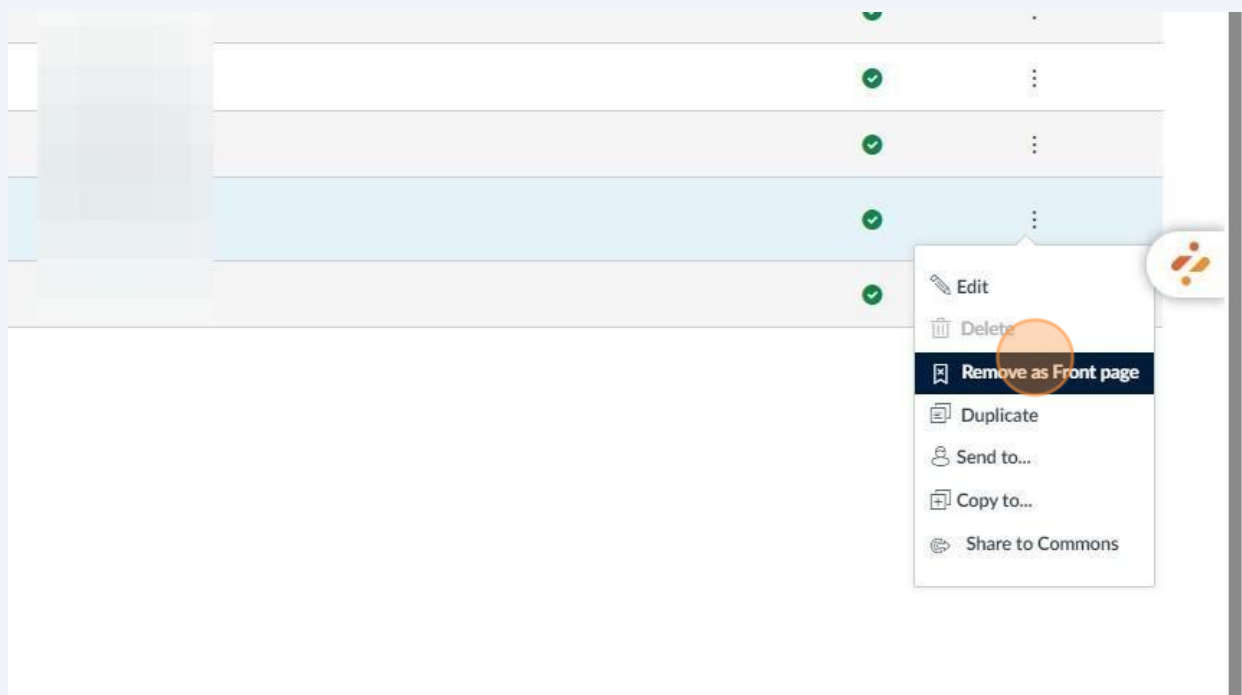 Edit
Delete
Remove as Front page
Duplicate
Send to...
Copy to...
Share to Commons